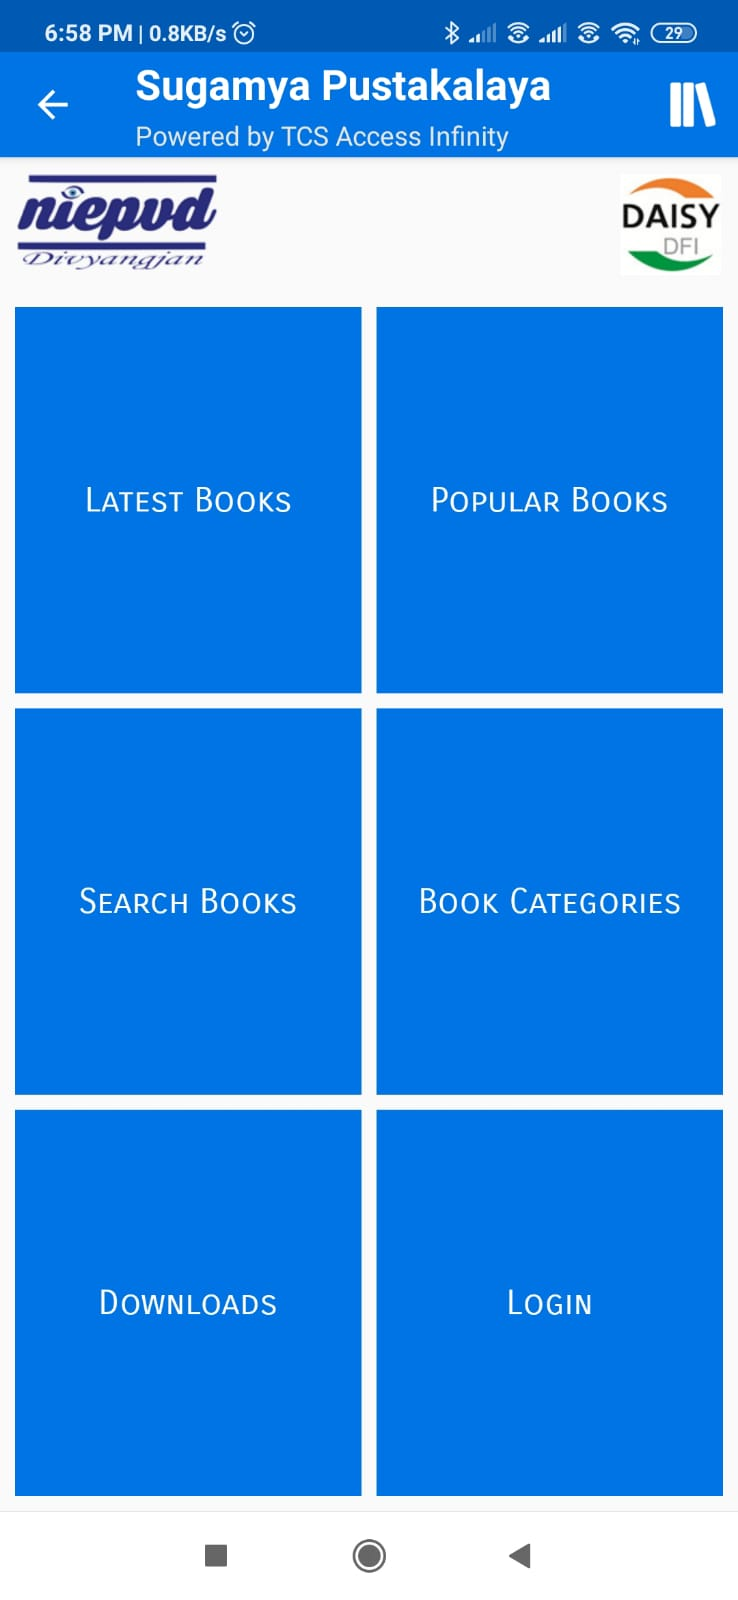 6:58 PM | 0.8KB/s
29
Sugamya Pustakalaya
Powered by TCS Access Infinity
niepvd
Divyangjan
DAISY
DFI
Latest Books
Popular Books
Search Books
Book Categories
Downloads
Login